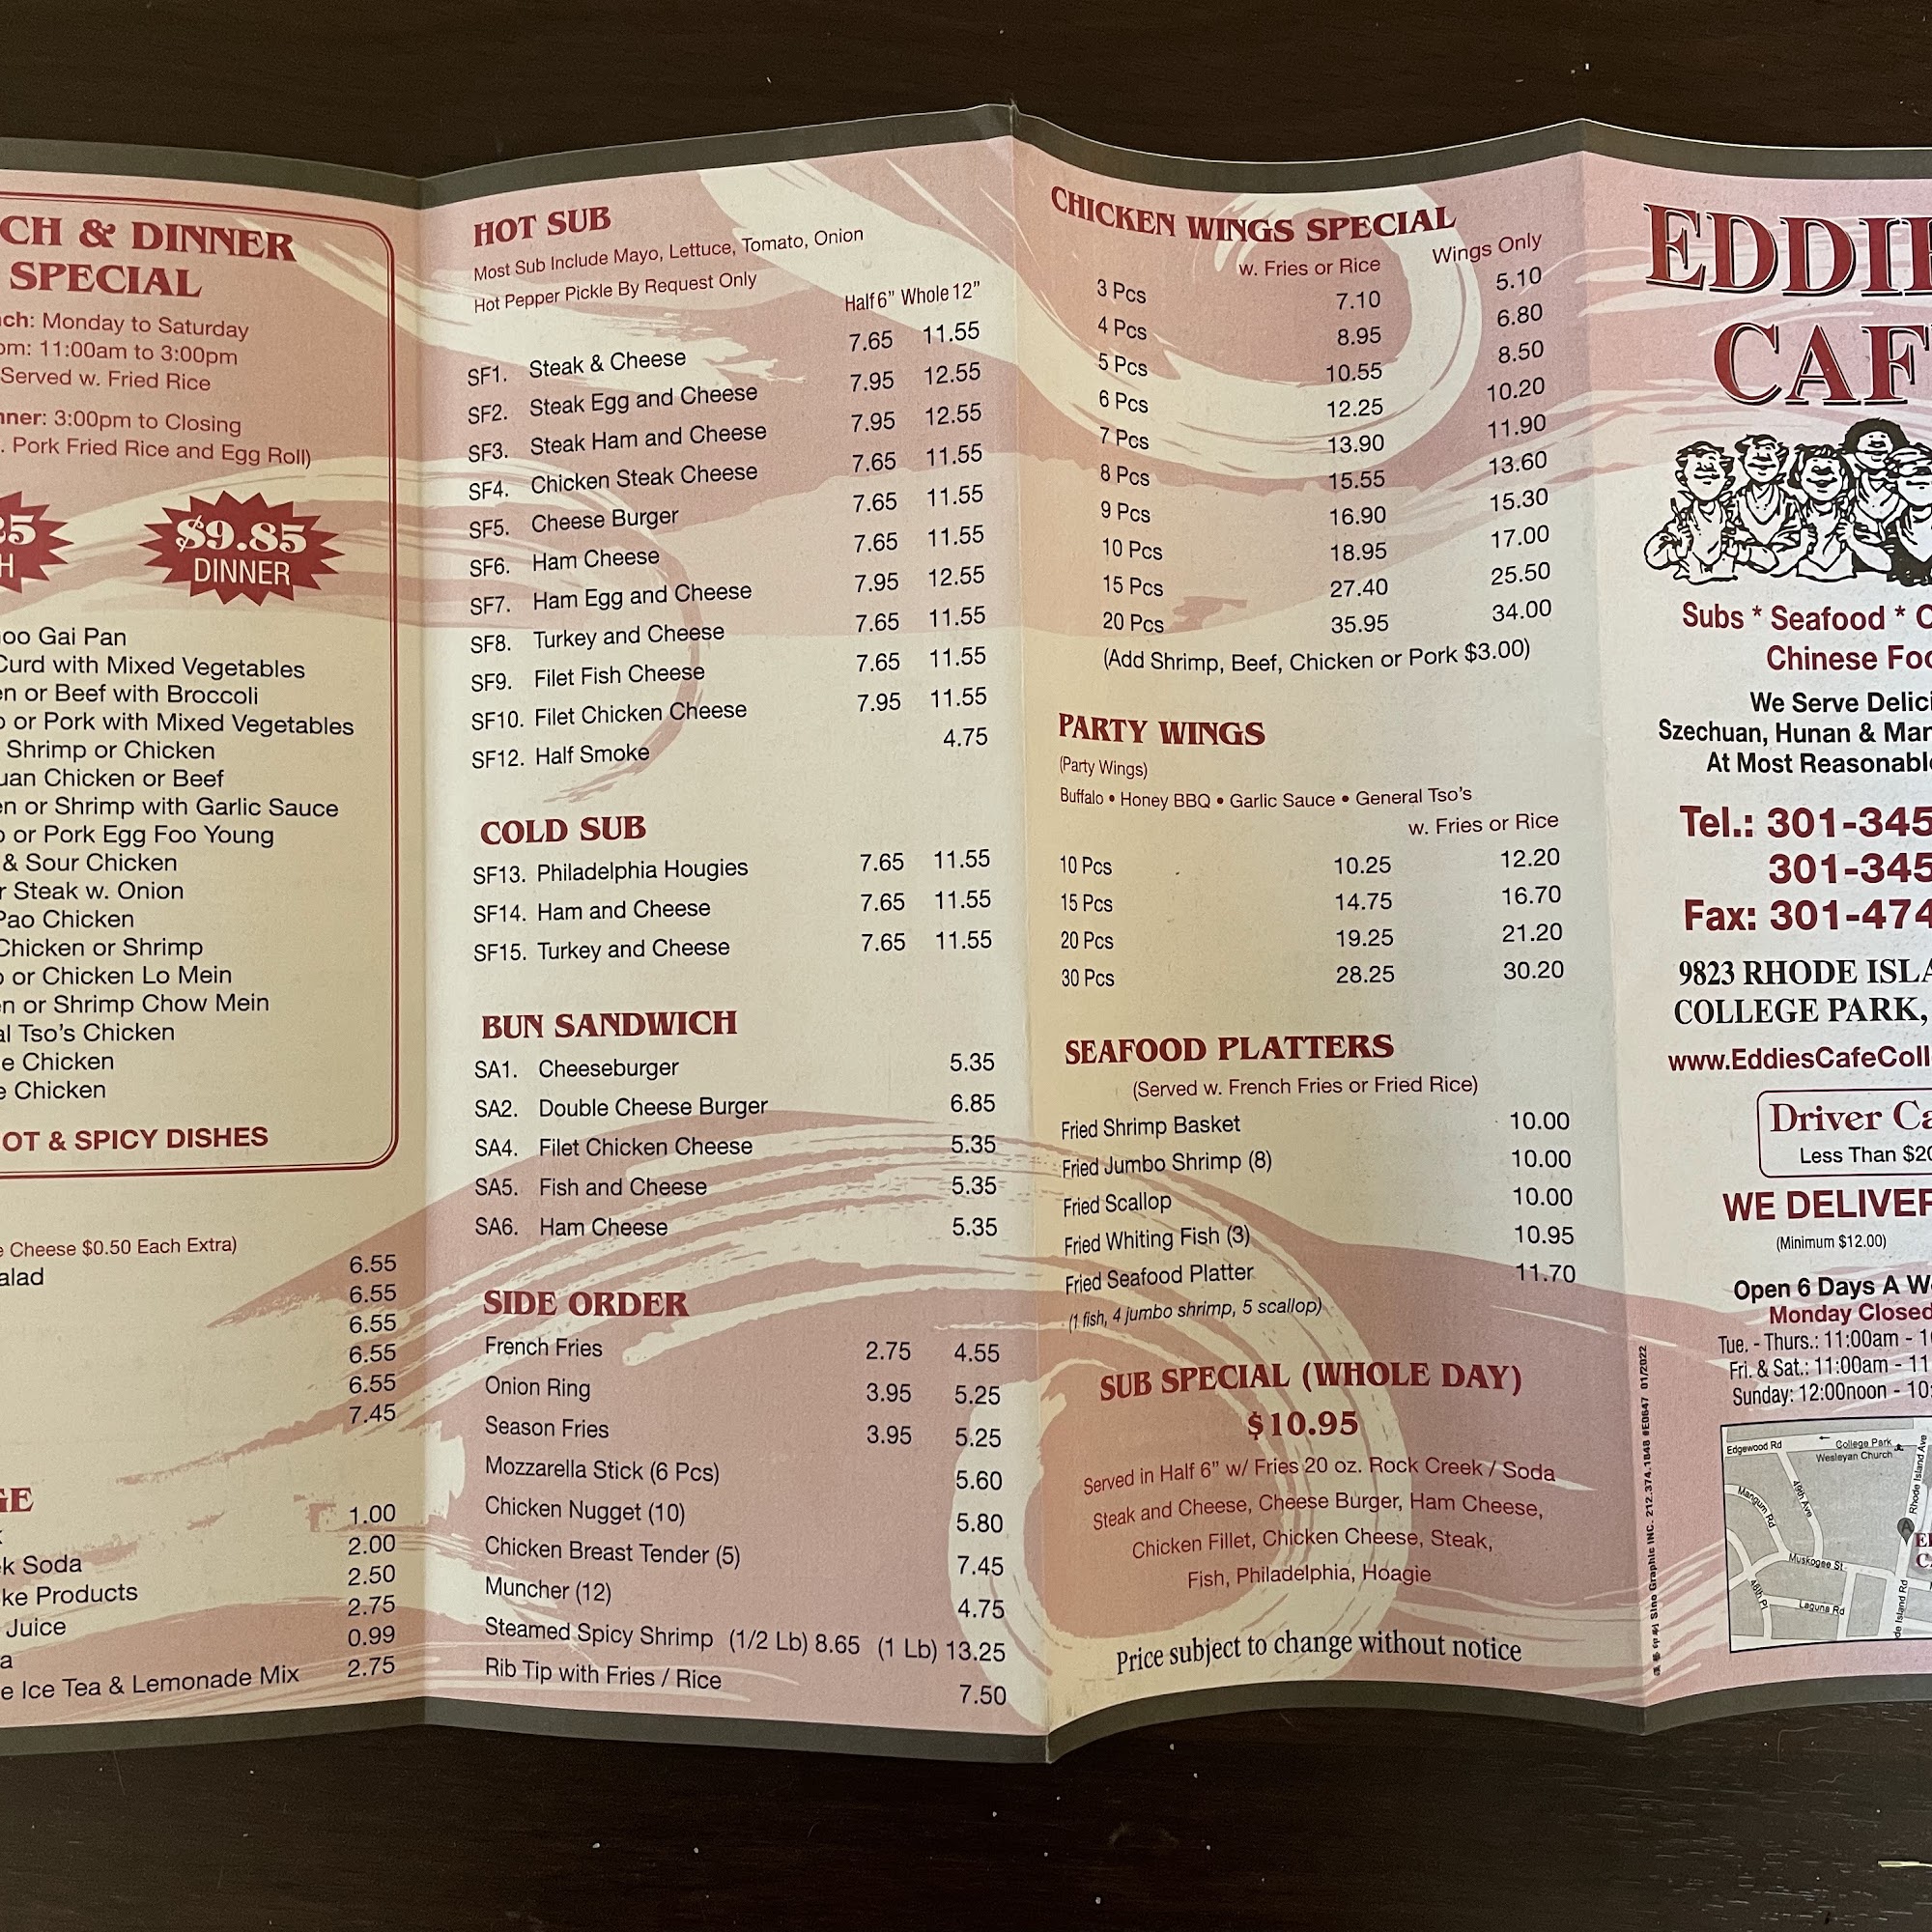 CH & DINNER
SPECIAL
ch: Monday to Saturday
om: 11:00am to 3:00pm
Served w. Fried Rice
nner: 3:00pm to Closing
. Pork Fried Rice and Egg Roll)
25
H
$9.85
DINNER
oo Gai Pan
Curd with Mixed Vegetables
en or Beef with Broccoli
o or Pork with Mixed Vegetables
Shrimp or Chicken
uan Chicken or Beef
en or Shrimp with Garlic Sauce
o or Pork Egg Foo Young
& Sour Chicken
r Steak w. Onion
Pao Chicken
Chicken or Shrimp
o or Chicken Lo Mein
en or Shrimp Chow Mein
al Tso's Chicken
e Chicken
e Chicken
OT & SPICY DISHES
e Cheese $0.50 Each Extra)
6.55
alad 6.55
6.55
6.55
6.55
7.45
GE
1.00
k Soda 2.00
ke Products 2.50
Juice 2.75
a 0.99
e Ice Tea & Lemonade Mix 2.75
HOT SUB
Most Sub Include Mayo, Lettuce, Tomato, Onion
Hot Pepper Pickle By Request Only
Half 6" Whole 12"
SF1. Steak & Cheese 7.65 11.55
SF2. Steak Egg and Cheese 7.95 12.55
SF3. Steak Ham and Cheese 7.95 12.55
SF4. Chicken Steak Cheese 7.65 11.55
SF5. Cheese Burger 7.65 11.55
SF6. Ham Cheese 7.65 11.55
SF7. Ham Egg and Cheese 7.95 12.55
SF8. Turkey and Cheese 7.65 11.55
SF9. Filet Fish Cheese 7.65 11.55
SF10. Filet Chicken Cheese 7.95 11.55
SF12. Half Smoke 4.75
COLD SUB
SF13. Philadelphia Hougies 7.65 11.55
SF14. Ham and Cheese 7.65 11.55
SF15. Turkey and Cheese 7.65 11.55
BUN SANDWICH
SA1. Cheeseburger 5.35
SA2. Double Cheese Burger 6.85
SA4. Filet Chicken Cheese 5.35
SA5. Fish and Cheese 5.35
SA6. Ham Cheese 5.35
SIDE ORDER
French Fries 2.75 4.55
Onion Ring 3.95 5.25
Season Fries 3.95 5.25
Mozzarella Stick (6 Pcs) 5.60
Chicken Nugget (10) 5.80
Chicken Breast Tender (5) 7.45
Muncher (12) 4.75
Steamed Spicy Shrimp (1/2 Lb) 8.65 (1 Lb) 13.25
Rib Tip with Fries / Rice 7.50
CHICKEN WINGS SPECIAL
w. Fries or Rice Wings Only
3 Pcs 7.10 5.10
4 Pcs 8.95 6.80
5 Pcs 10.55 8.50
6 Pcs 12.25 10.20
7 Pcs 13.90 11.90
8 Pcs 15.55 13.60
9 Pcs 16.90 15.30
10 Pcs 18.95 17.00
15 Pcs 27.40 25.50
20 Pcs 35.95 34.00
(Add Shrimp, Beef, Chicken or Pork $3.00)
PARTY WINGS
(Party Wings)
Buffalo • Honey BBQ • Garlic Sauce • General Tso's
w. Fries or Rice
10 Pcs 10.25 12.20
15 Pcs 14.75 16.70
20 Pcs 19.25 21.20
30 Pcs 28.25 30.20
SEAFOOD PLATTERS
(Served w. French Fries or Fried Rice)
Fried Shrimp Basket 10.00
Fried Jumbo Shrimp (8) 10.00
Fried Scallop 10.00
Fried Whiting Fish (3) 10.95
Fried Seafood Platter 11.70
(1 fish, 4 jumbo shrimp, 5 scallop)
SUB SPECIAL (WHOLE DAY)
$10.95
Served in Half 6" w/ Fries 20 oz. Rock Creek / Soda
Steak and Cheese, Cheese Burger, Ham Cheese,
Chicken Fillet, Chicken Cheese, Steak,
Fish, Philadelphia, Hoagie
Price subject to change without notice
Sino Graphic INC. 212.374.1848 #E0647 01/2022
EDDIE
CAF
Subs * Seafood * C
Chinese Foo
We Serve Delici
Szechuan, Hunan & Man
At Most Reasonable
Tel.: 301-345
301-345
Fax: 301-474
9823 RHODE ISLA
COLLEGE PARK,
www.EddiesCafeColl
Driver Ca
Less Than $20
WE DELIVER
(Minimum $12.00)
Open 6 Days A We
Monday Closed
Tue. - Thurs.: 11:00am - 1
Fri. & Sat.: 11:00am - 11
Sunday: 12:00noon - 10
Edgewood Rd
College Park
Wesleyan Church
Rhode Island Ave
49th Ave
Mangum Rd
A
Muskogee St
46th Pl
Laguna Rd
de Island Rd